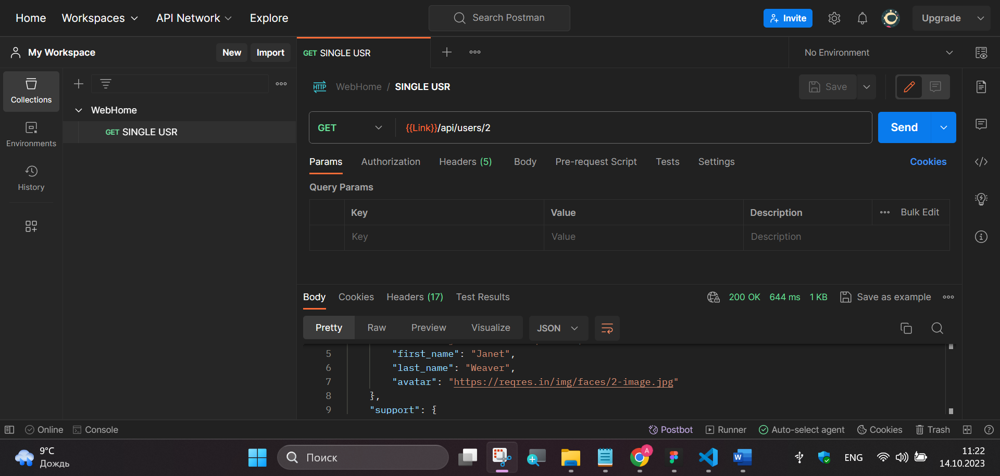 Home Workspaces API Network Explore Search Postman Invite Upgrade
My Workspace New Import GET SINGLE USR No Environment
Collections
Environments
History
WebHome
GET SINGLE USR
HTTP WebHome / SINGLE USR Save
GET {{Link}}/api/users/2 Send
Params Authorization Headers (5) Body Pre-request Script Tests Settings Cookies
Query Params
Key Value Description Bulk Edit
Key Value Description
Body Cookies Headers (17) Test Results 200 OK 644 ms 1 KB Save as example
Pretty Raw Preview Visualize JSON
5 "first_name": "Janet",
6 "last_name": "Weaver",
7 "avatar": "https://reqres.in/img/faces/2-image.jpg"
8 },
9 "support": {
Online Console Postbot Runner Auto-select agent Cookies Trash
9°C
Дождь
Поиск
A
W
ENG
11:22
14.10.2023